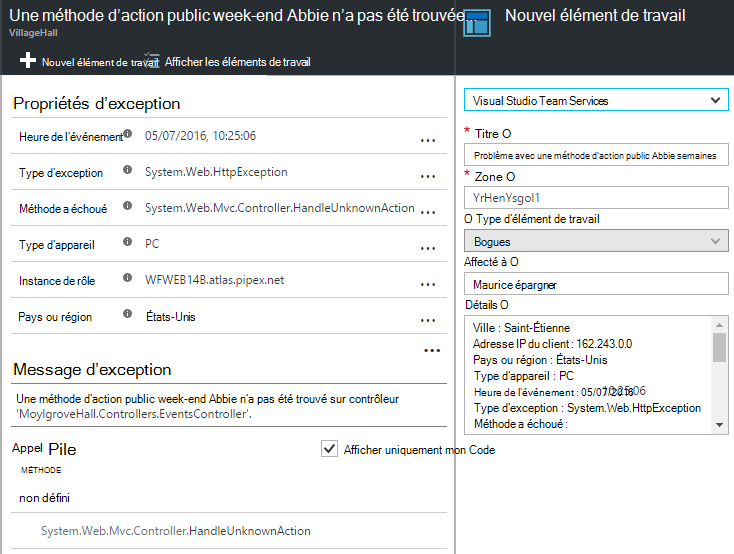 Une méthode d'action public week-end Abbie n'a pas été trouvée...
VillageHall
Nouvel élément de travail
Afficher les éléments de travail
Propriétés d'exception
Heure de l'événement 05/07/2016, 10:25:06 ...
Type d'exception System.Web.HttpException ...
Méthode a échoué System.Web.Mvc.Controller.HandleUnknownAction ...
Type d'appareil PC ...
Instance de rôle WFWEB14B.atlas.pipex.net ...
Pays ou région États-Unis ...
...
Message d'exception
Une méthode d'action public week-end Abbie n'a pas été trouvé sur contrôleur
'MoylgroveHall.Controllers.EventsController'.
Appel Pile
Afficher uniquement mon Code
MÉTHODE
non défini
System.Web.Mvc.Controller.HandleUnknownAction
Nouvel élément de travail
Visual Studio Team Services
* Titre O
Problème avec une méthode d'action public Abbie semaines
* Zone O
YrHenYsgol1
O Type d'élément de travail
Bogues
Affecté à O
Maurice épargner
Détails O
Ville : Saint-Étienne
Adresse IP du client : 162.243.0.0
Pays ou région : États-Unis
Type d'appareil : PC
Heure de l'événement : 05/07/2016 10:25:06
Type d'exception : System.Web.HttpException
Méthode a échoué :